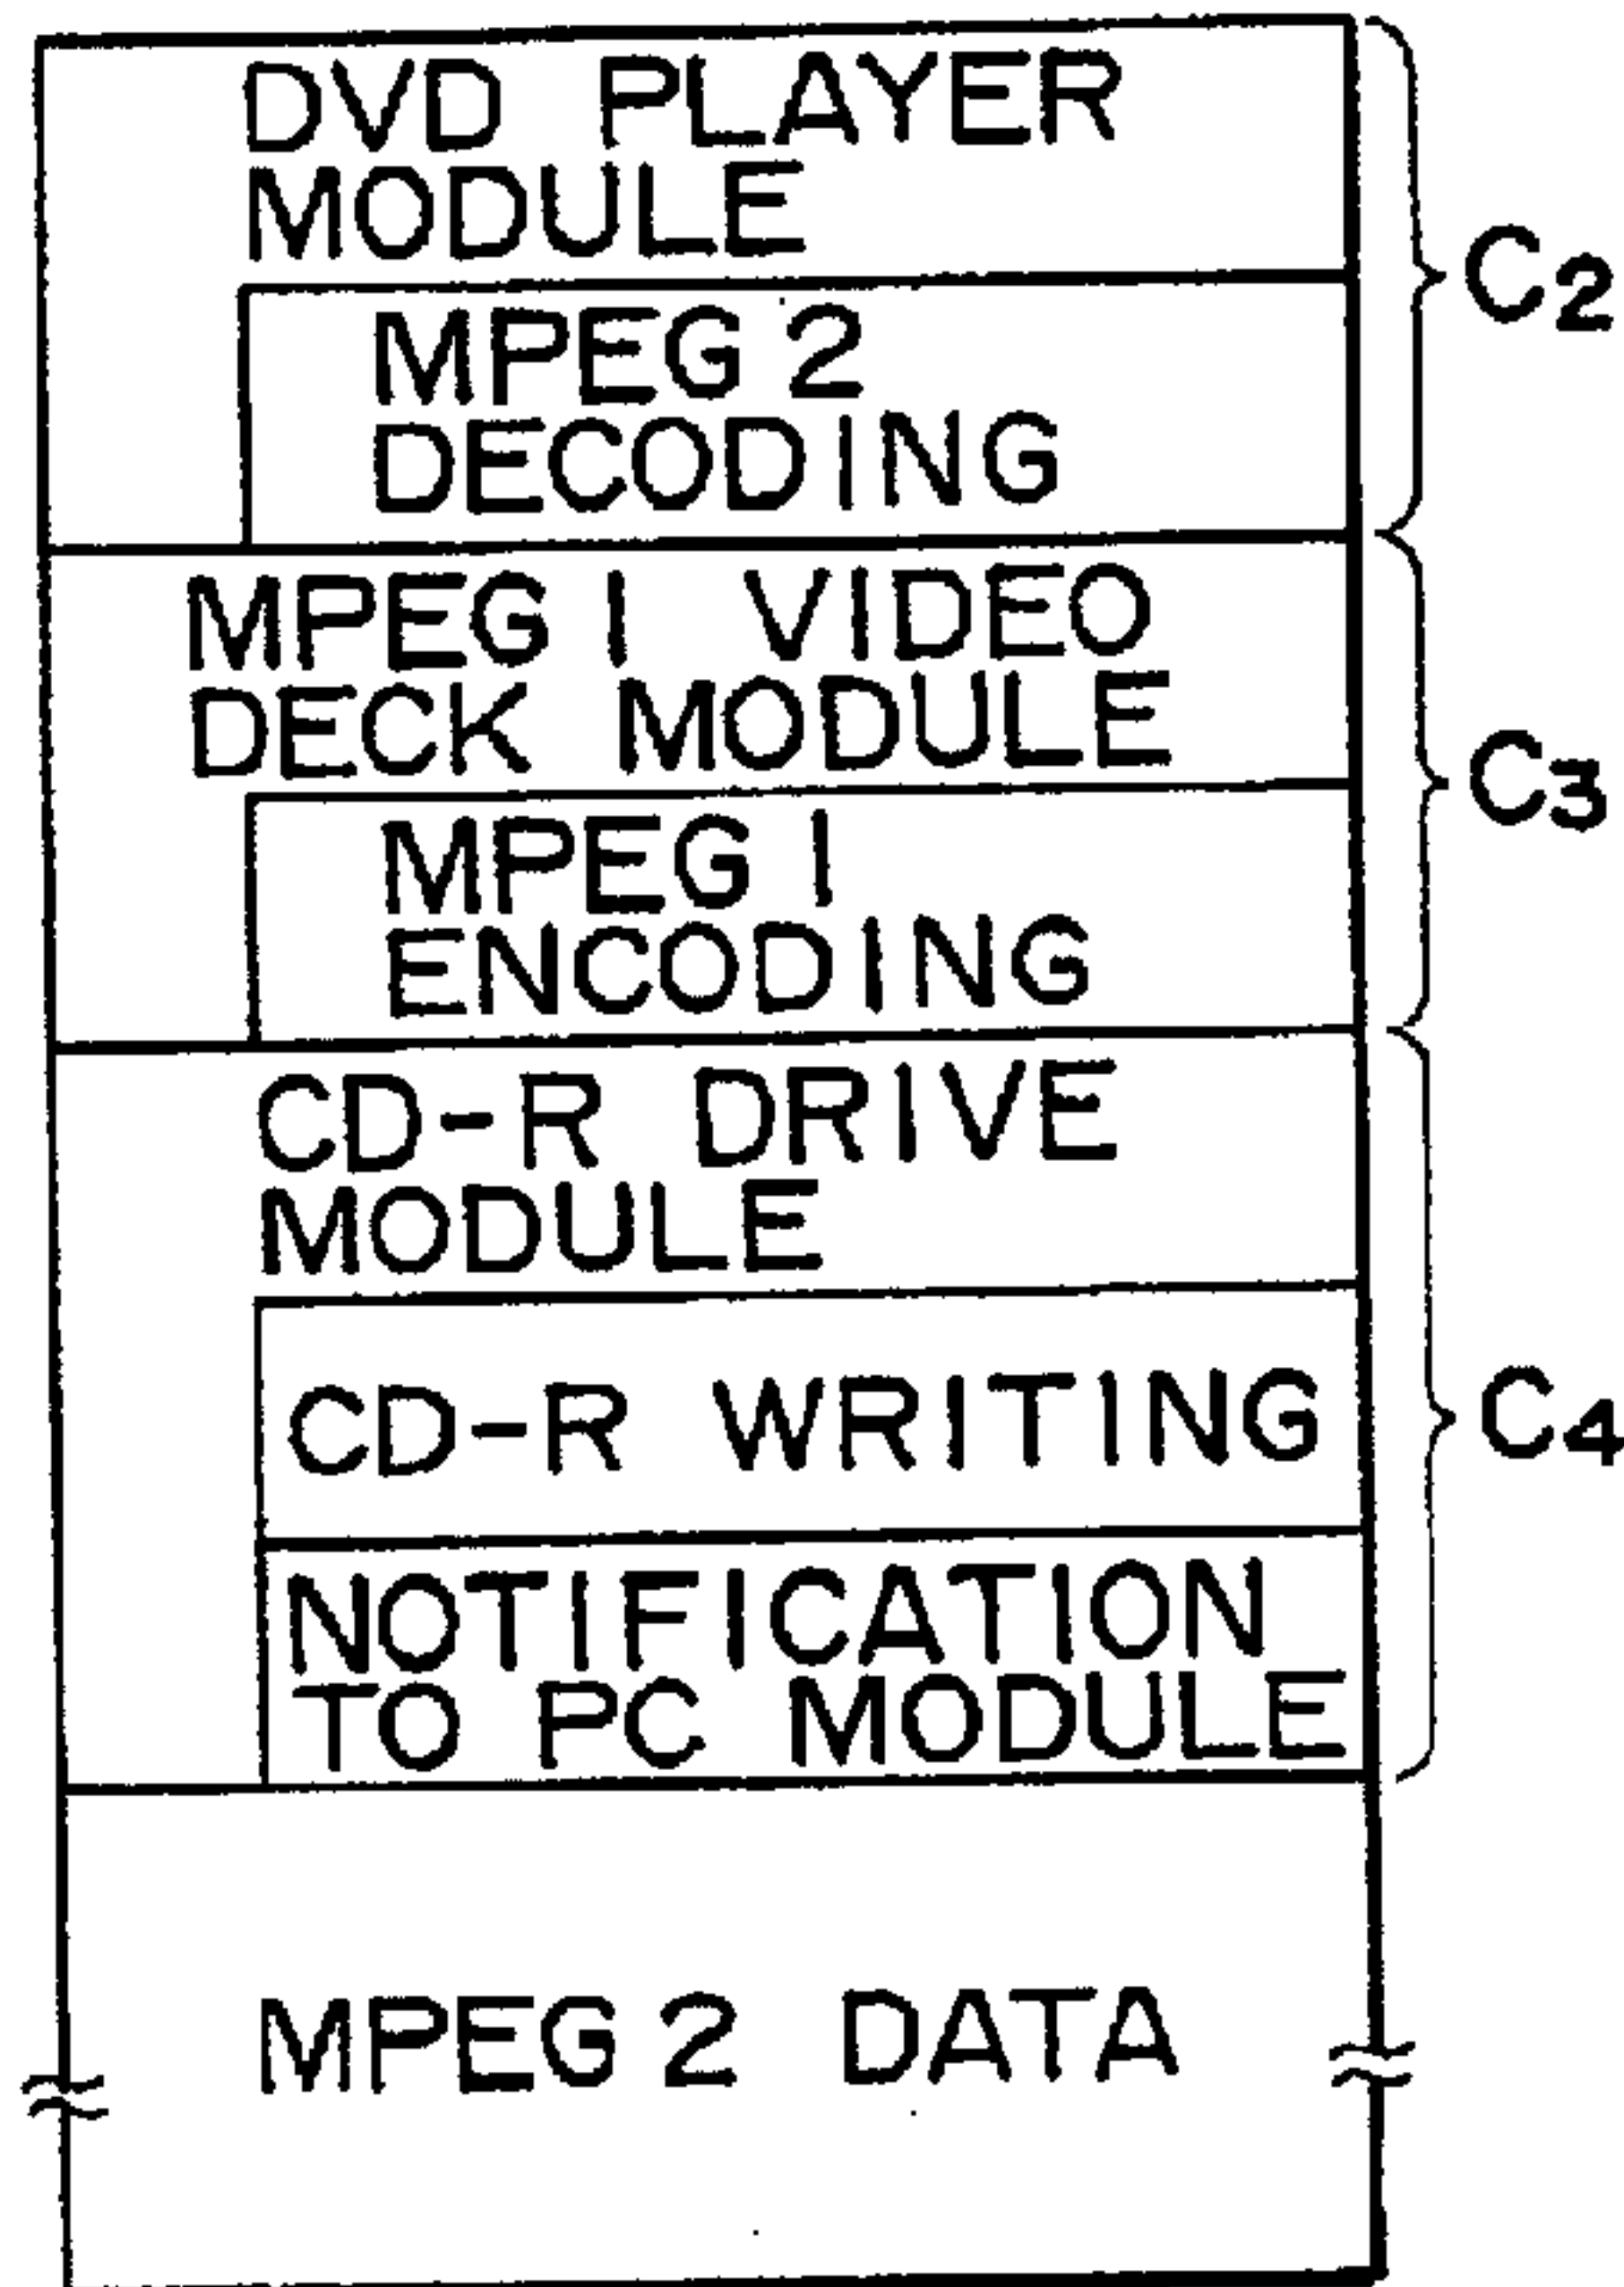 DVD PLAYER
MODULE
C2
MPEG 2
DECODING
MPEG 1 VIDEO
DECK MODULE
C3
MPEG 1
ENCODING
CD-R DRIVE
MODULE
CD-R WRITING
C4
NOTIFICATION
TO PC MODULE
MPEG 2 DATA